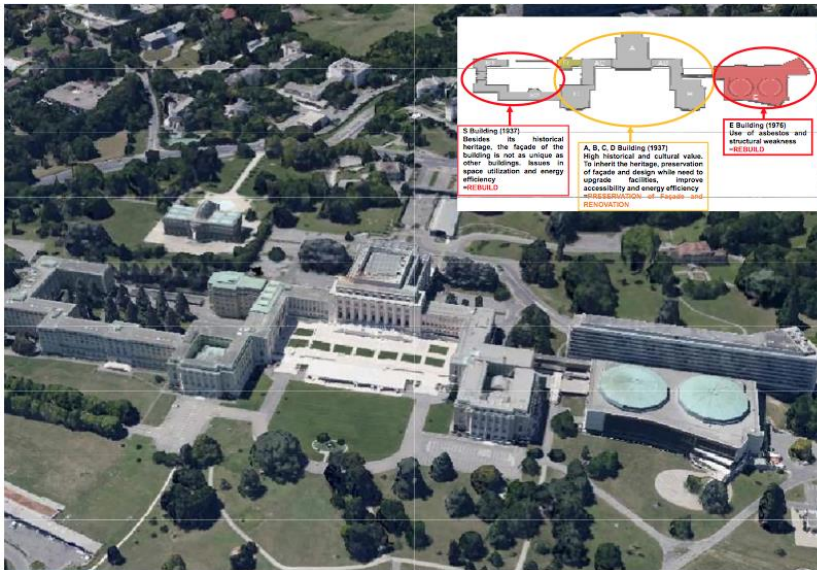 A
S Building (1937)
Besides its historical
heritage, the façade of the
building is not as unique as
other buildings. Issues in
space utilization and energy
efficiency
=REBUILD
A, B, C, D Building (1937)
High historical and cultural value.
To inherit the heritage, preservation
of façade and design while need to
upgrade facilities, improve
accessibility and energy efficiency
=PRESERVATION of Façade and
RENOVATION
E Building (1976)
Use of asbestos and
structural weakness
=REBUILD